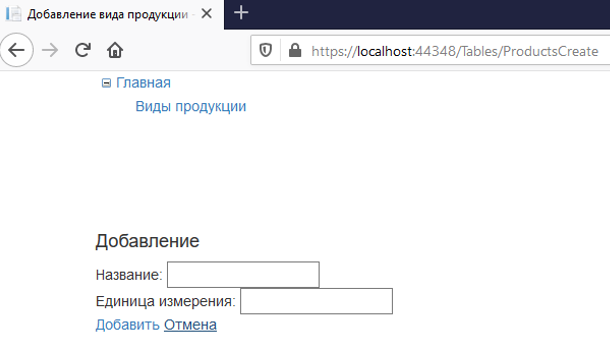 Добавление вида продукции
https://localhost:44348/Tables/ProductsCreate
Главная
Виды продукции
Добавление
Название:
Единица измерения:
Добавить Отмена